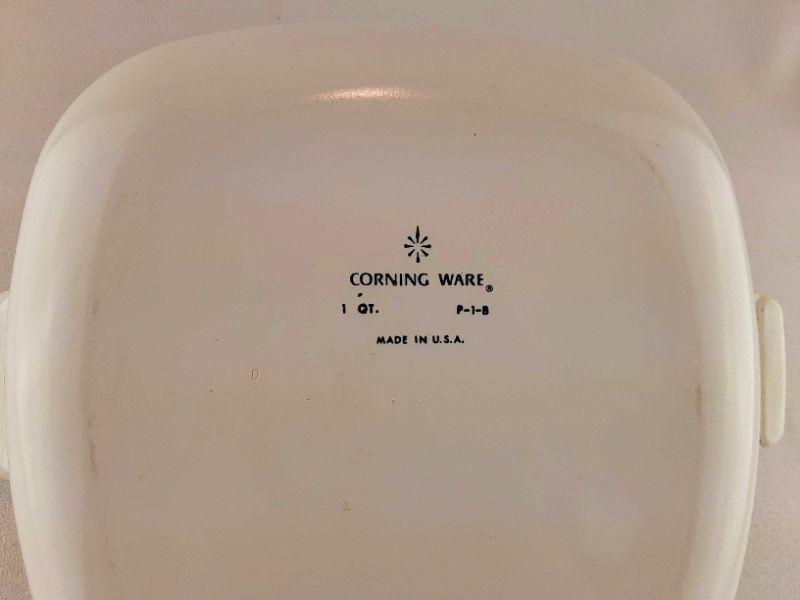 CORNING WARE®
1 QT. P-1-B
MADE IN U.S.A.
D